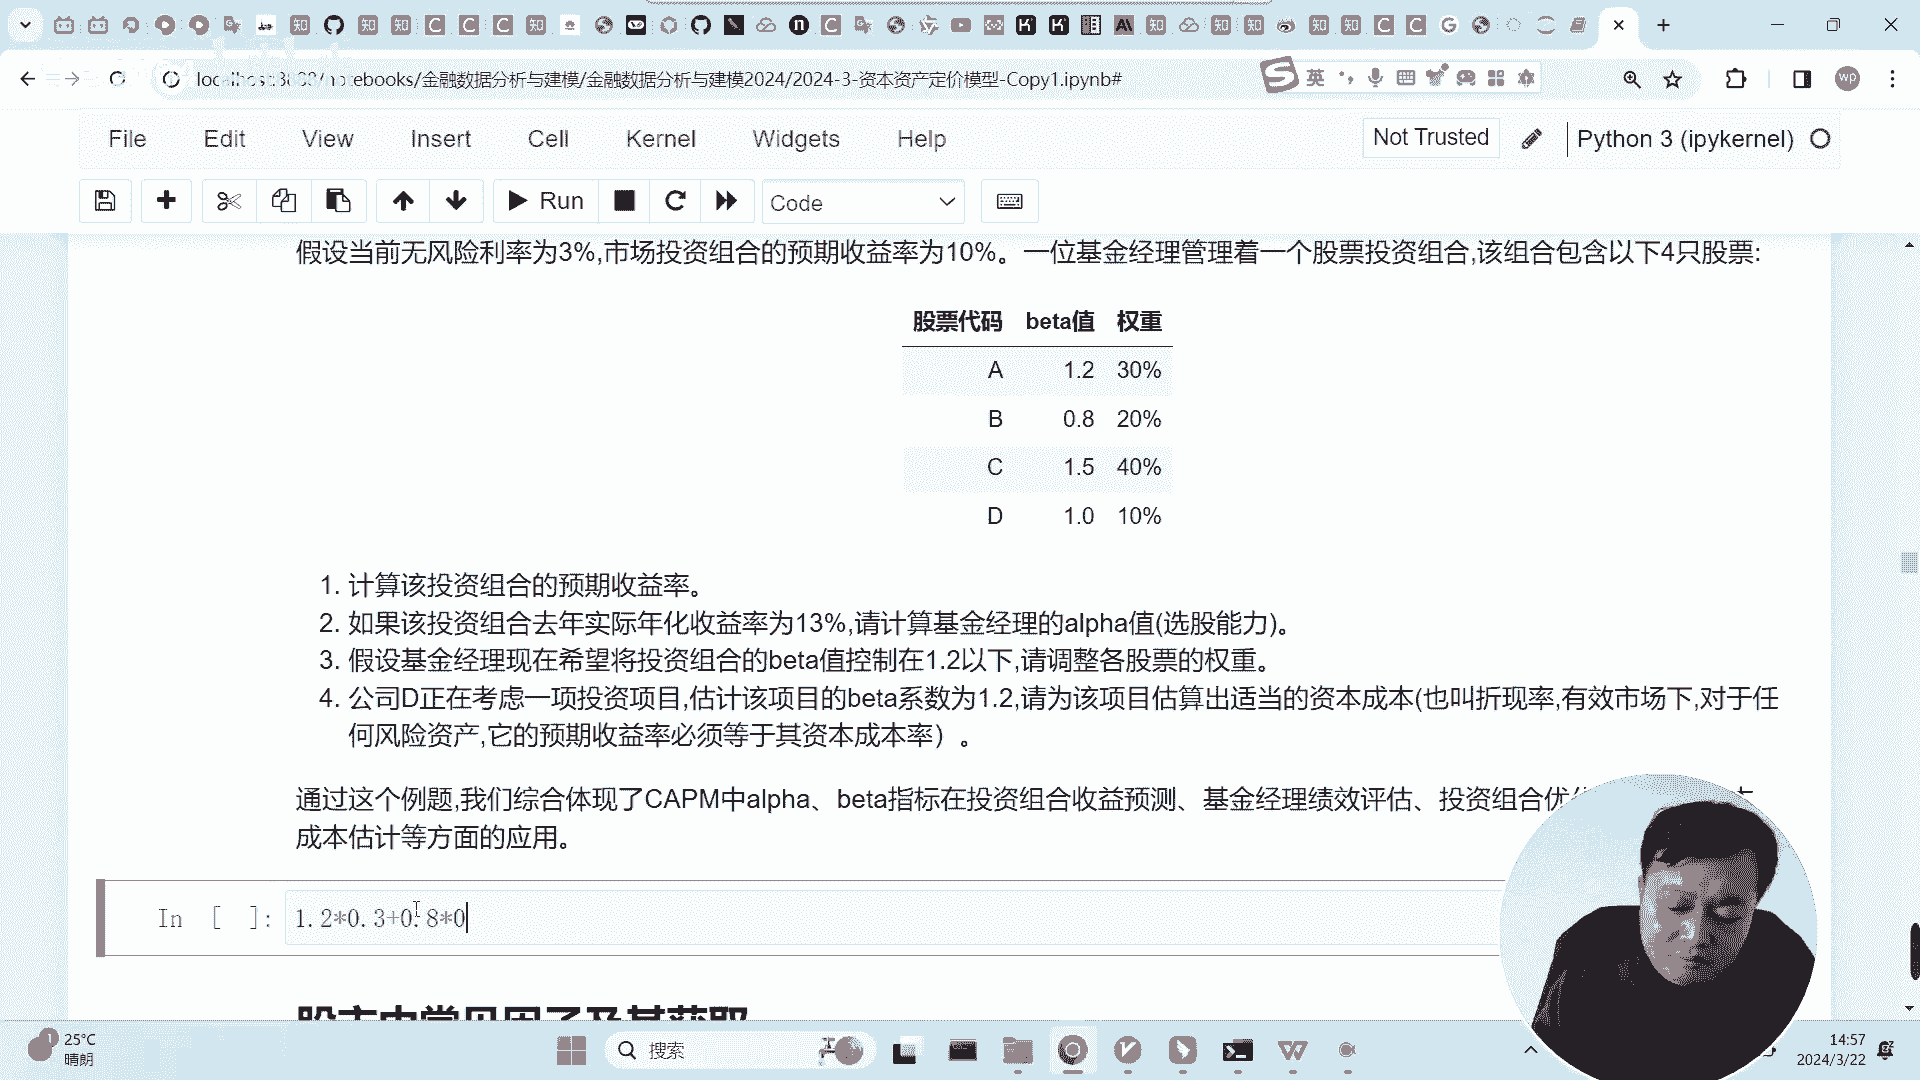 localhost:8888/notebooks/金融数据分析与建模/金融数据分析与建模2024/2024-3-资本资产定价模型-Copy1.ipynb#
英
wp
File Edit View Insert Cell Kernel Widgets Help
Not Trusted
Python 3 (ipykernel)
Run
Code
假设当前无风险利率为3%,市场投资组合的预期收益率为10%。一位基金经理管理着一个股票投资组合,该组合包含以下4只股票:
股票代码 beta值 权重
A 1.2 30%
B 0.8 20%
C 1.5 40%
D 1.0 10%
1. 计算该投资组合的预期收益率。
2. 如果该投资组合去年实际年化收益率为13%,请计算基金经理的alpha值(选股能力)。
3. 假设基金经理现在希望将投资组合的beta值控制在1.2以下,请调整各股票的权重。
4. 公司D正在考虑一项投资项目,估计该项目的beta系数为1.2,请为该项目估算出适当的资本成本(也叫折现率,有效市场下,对于任
何风险资产,它的预期收益率必须等于其资本成本率）。
通过这个例题,我们综合体现了CAPM中alpha、beta指标在投资组合收益预测、基金经理绩效评估、投资组合优
成本估计等方面的应用。
In [ ]: 1.2*0.3+0.8*0
股市中常见因子及其获取
1
25°C
晴朗
搜索
14:57
2024/3/22